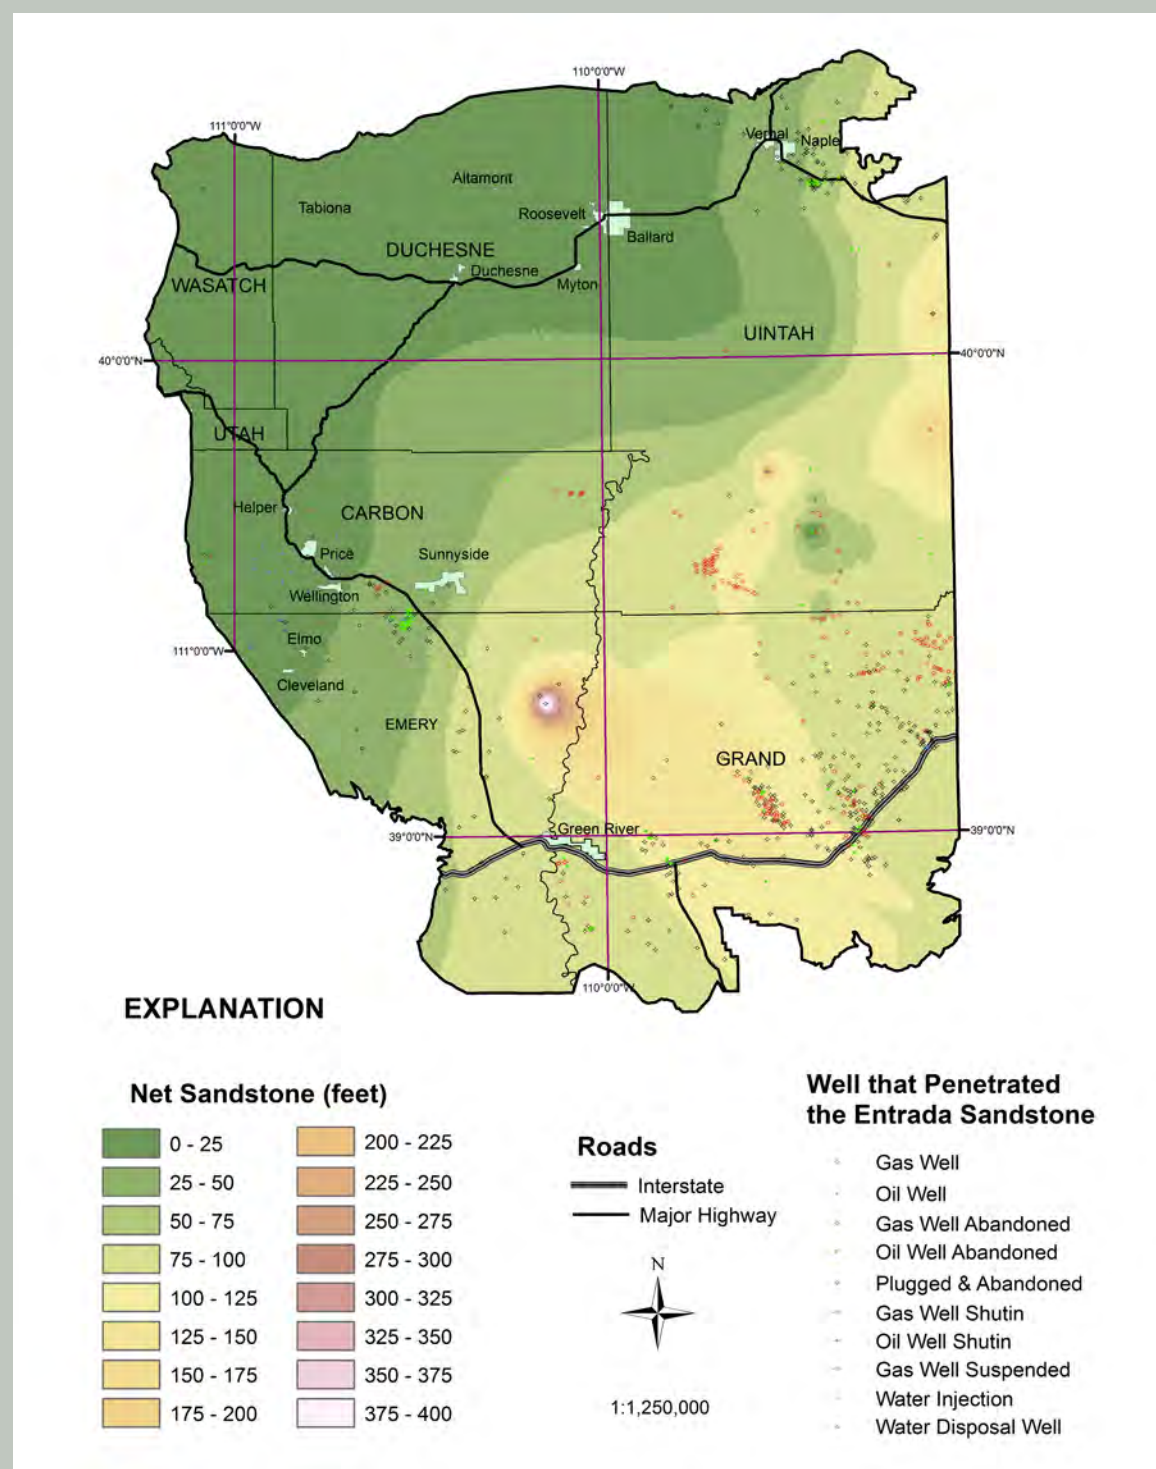 110°0'0"W
111°0'0"W
Vernal
Naple
Altamont
Tabiona
Roosevelt
Ballard
DUCHESNE
Duchesne
WASATCH
Myton
UINTAH
40°0'0"N
40°0'0"N
UTAH
Helper
CARBON
Price
Sunnyside
Wellington
Elmo
111°0'0"W
Cleveland
EMERY
GRAND
Green River
39°0'0"N
39°0'0"N
110°0'0"W
EXPLANATION
Net Sandstone (feet)
0 - 25
25 - 50
50 - 75
75 - 100
100 - 125
125 - 150
150 - 175
175 - 200
200 - 225
225 - 250
250 - 275
275 - 300
300 - 325
325 - 350
350 - 375
375 - 400
Roads
Interstate
Major Highway
N
1:1,250,000
Well that Penetrated
the Entrada Sandstone
Gas Well
Oil Well
Gas Well Abandoned
Oil Well Abandoned
Plugged & Abandoned
Gas Well Shutin
Oil Well Shutin
Gas Well Suspended
Water Injection
Water Disposal Well